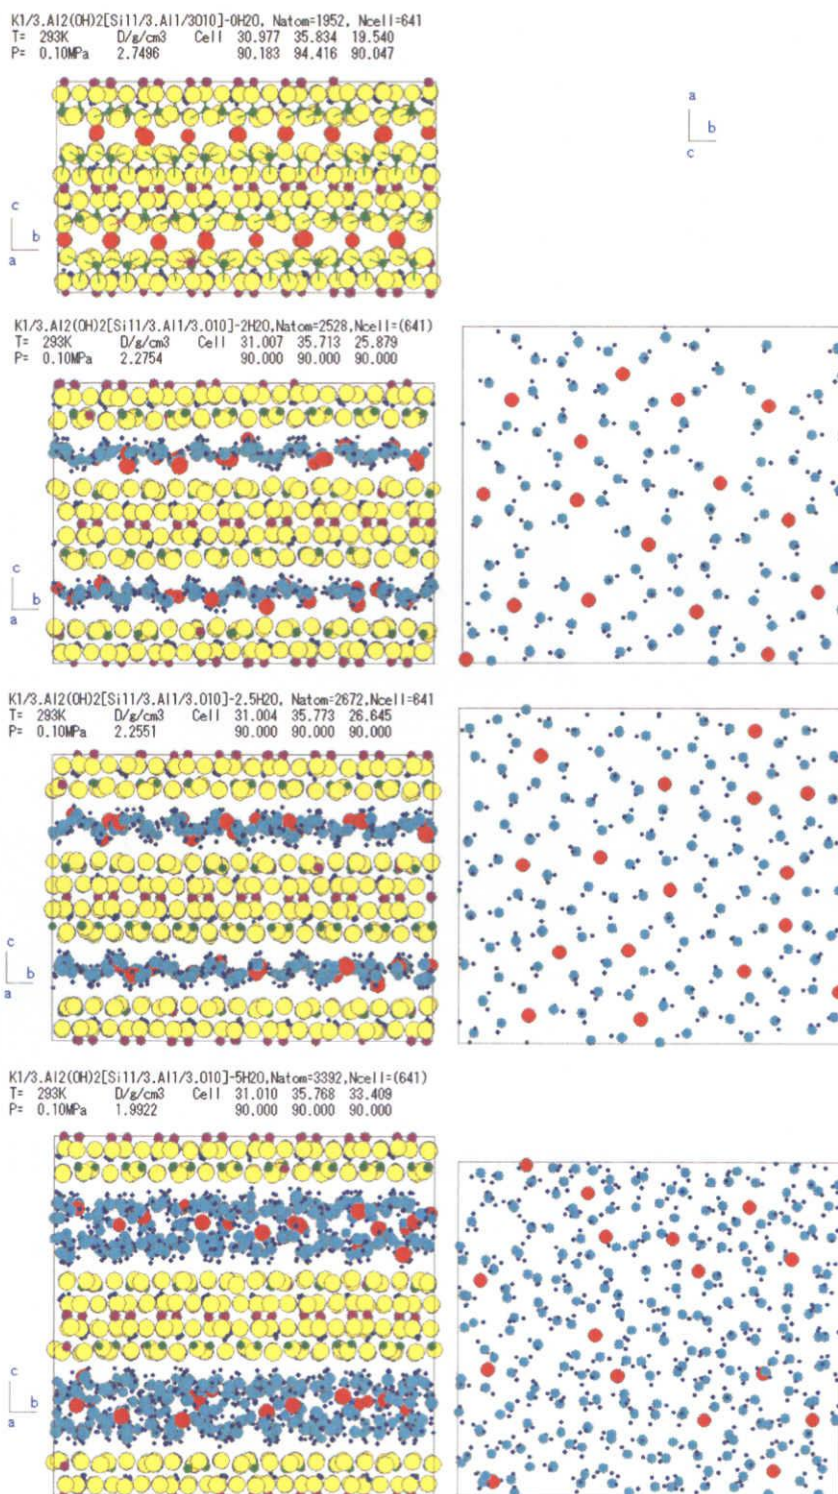 K1/3.Al2(OH)2[Si11/3.Al1/3O10]-0H2O, Natom=1952, Ncell=641
T= 293K D/g/cm3 Cell 30.977 35.834 19.540
P= 0.10MPa 2.7496 90.183 94.416 90.047
a
b
c
c
b
a
K1/3.Al2(OH)2[Si11/3.Al1/3.O10]-2H2O,Natom=2528,Ncell=(641)
T= 293K D/g/cm3 Cell 31.007 35.713 25.879
P= 0.10MPa 2.2754 90.000 90.000 90.000
c
b
a
K1/3.Al2(OH)2[Si11/3.Al1/3.O10]-2.5H2O, Natom=2672,Ncell=641
T= 293K D/g/cm3 Cell 31.004 35.773 26.645
P= 0.10MPa 2.2551 90.000 90.000 90.000
c
b
a
K1/3.Al2(OH)2[Si11/3.Al1/3.O10]-5H2O,Natom=3392,Ncell=(641)
T= 293K D/g/cm3 Cell 31.010 35.768 33.409
P= 0.10MPa 1.9922 90.000 90.000 90.000
c
b
a